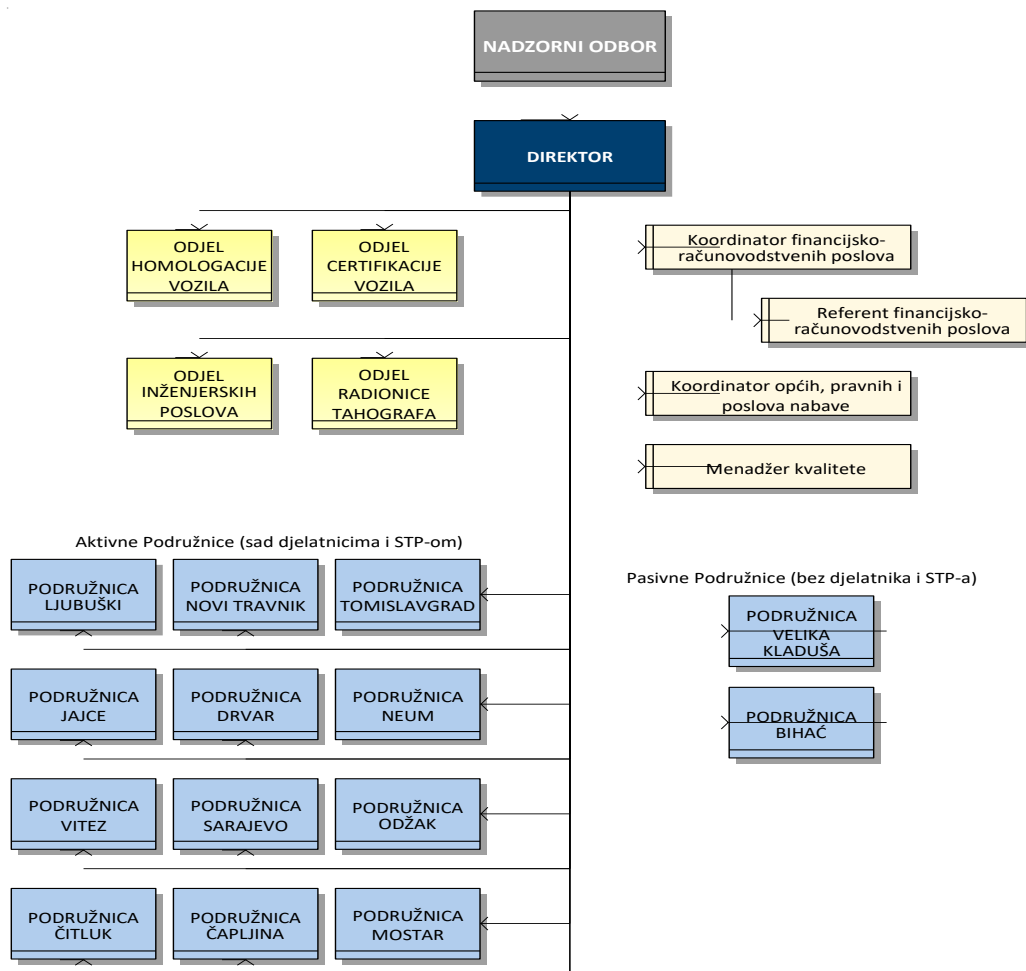 NADZORNI ODBOR
DIREKTOR
ODJEL
HOMOLOGACIJE
VOZILA
ODJEL
CERTIFIKACIJE
VOZILA
Koordinator financijsko-
računovodstvenih poslova
Referent financijsko-
računovodstvenih poslova
ODJEL
INŽENJERSKIH
POSLOVA
ODJEL
RADIONICE
TAHOGRAFA
Koordinator općih, pravnih i
poslova nabave
Menadžer kvalitete
Aktivne Podružnice (sad djelatnicima i STP-om)
PODRUŽNICA
LJUBUŠKI
PODRUŽNICA
NOVI TRAVNIK
PODRUŽNICA
TOMISLAVGRAD
Pasivne Podružnice (bez djelatnika i STP-a)
PODRUŽNICA
VELIKA
KLADUŠA
PODRUŽNICA
JAJCE
PODRUŽNICA
DRVAR
PODRUŽNICA
NEUM
PODRUŽNICA
BIHAĆ
PODRUŽNICA
VITEZ
PODRUŽNICA
SARAJEVO
PODRUŽNICA
ODŽAK
PODRUŽNICA
ČITLUK
PODRUŽNICA
ČAPLJINA
PODRUŽNICA
MOSTAR